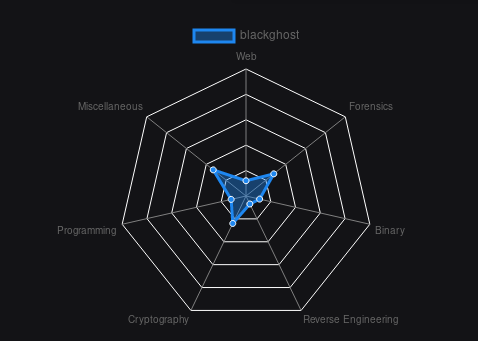 blackghost
Web
Miscellaneous
Forensics
Programming
Binary
Cryptography
Reverse Engineering